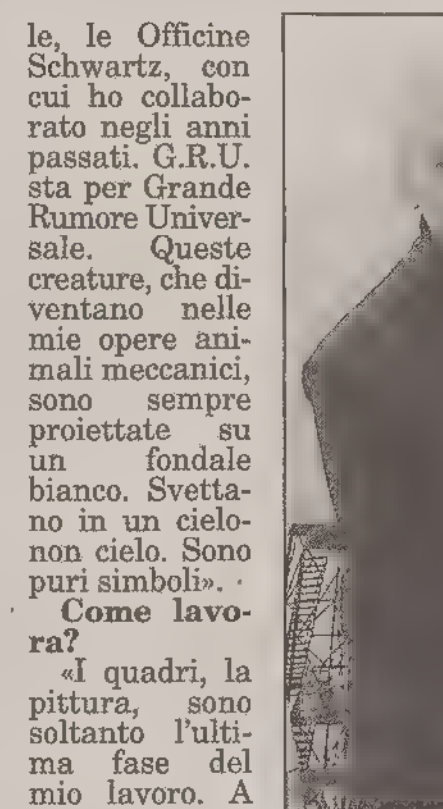 le, le Officine
Schwartz, con
cui ho collabo-
rato negli anni
passati. G.R.U.
sta per Grande
Rumore Univer-
sale. Queste
creature, che di-
ventano nelle
mie opere ani-
mali meccanici,
sono sempre
proiettate su
un fondale
bianco. Svetta-
no in un cielo-
non cielo. Sono
puri simboli».
Come lavo-
ra?
«I quadri, la
pittura, sono
soltanto l'ulti-
ma fase del
mio lavoro. A